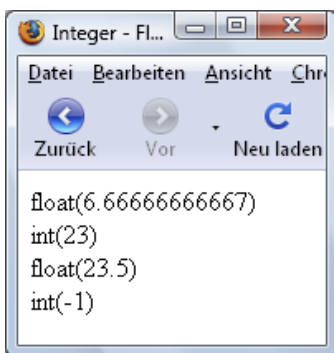 Integer - Fl...
Datei Bearbeiten Ansicht Chr
Zurück Vor Neu laden
float(6.66666666667)
int(23)
float(23.5)
int(-1)